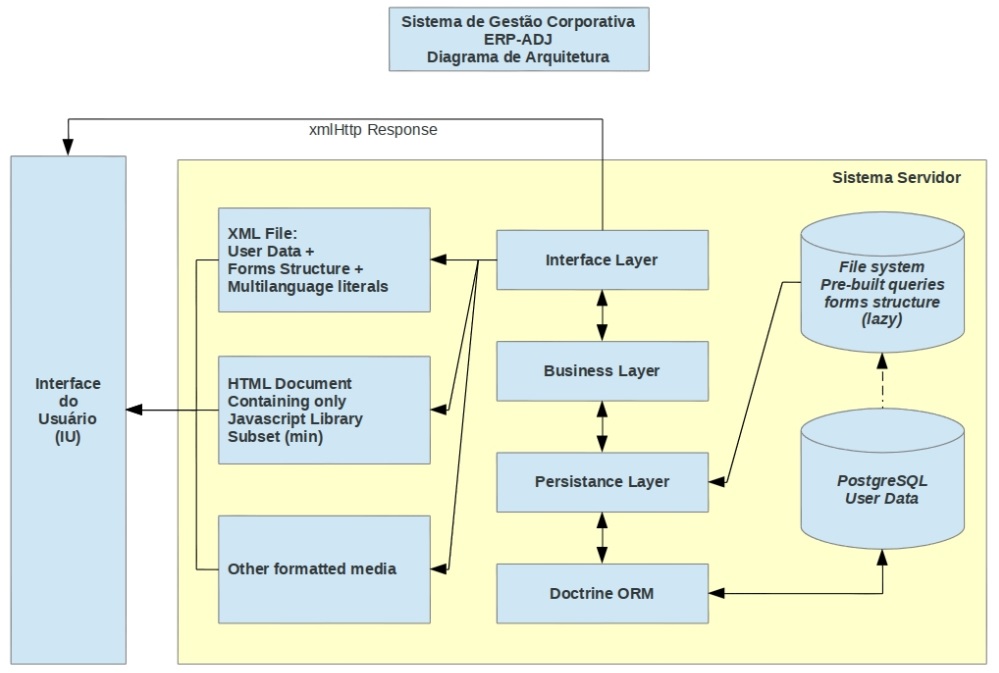 Sistema de Gestão Corporativa
ERP-ADJ
Diagrama de Arquitetura
xmlHttp Response
Sistema Servidor
Interface
do
Usuário
(IU)
XML File:
User Data +
Forms Structure +
Multilanguage literals
HTML Document
Containing only
Javascript Library
Subset (min)
Other formatted media
Interface Layer
Business Layer
Persistance Layer
Doctrine ORM
File system
Pre-built queries
forms structure
(lazy)
PostgreSQL
User Data